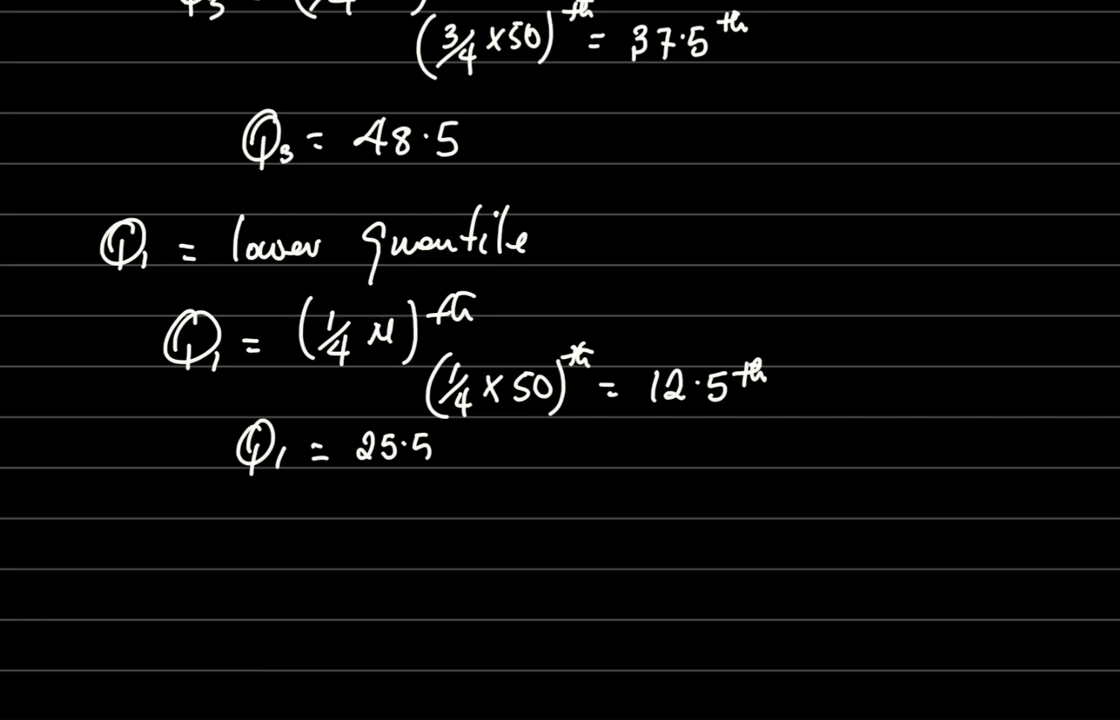 (3/4 × 50)th = 37.5th
Q3 = 48.5
Q1 = lower quantile
Q1 = (1/4 N)th
(1/4 × 50)th = 12.5th
Q1 = 25.5